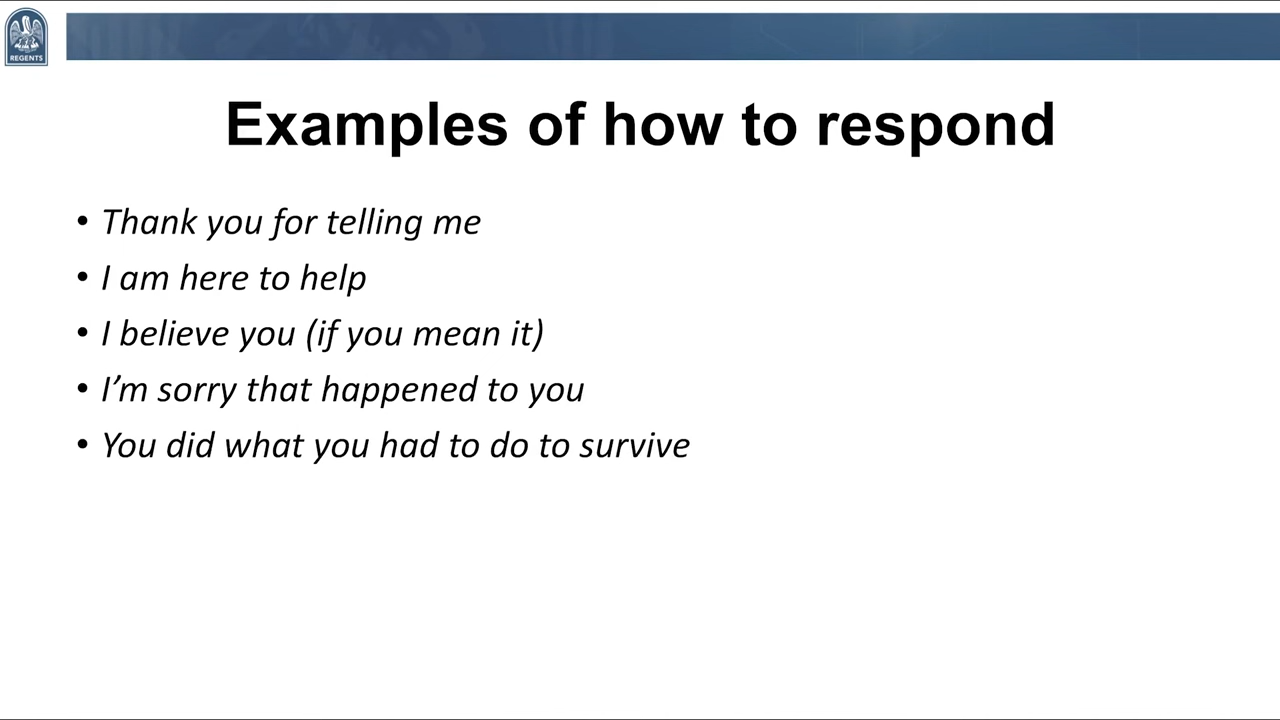 REGENTS
Examples of how to respond
• Thank you for telling me
• I am here to help
• I believe you (if you mean it)
• I’m sorry that happened to you
• You did what you had to do to survive